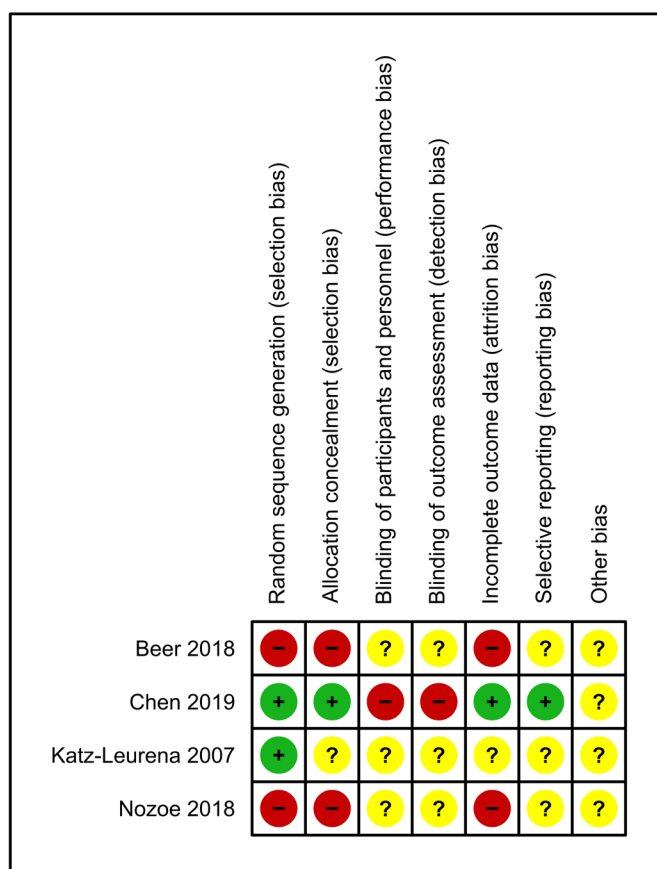 Random sequence generation (selection bias)
Allocation concealment (selection bias)
Blinding of participants and personnel (performance bias)
Blinding of outcome assessment (detection bias)
Incomplete outcome data (attrition bias)
Selective reporting (reporting bias)
Other bias
Beer 2018 – – ? ? – ? ?
Chen 2019 + + – – + + ?
Katz-Leurena 2007 + ? ? ? ? ? ?
Nozoe 2018 – – ? ? – ? ?